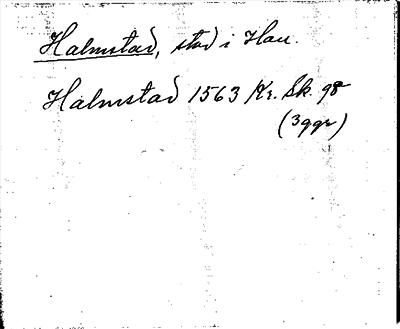 Halmstad, stad i Hall.
Halmstad 1563 Kr. Sk. 98
(3ggr)